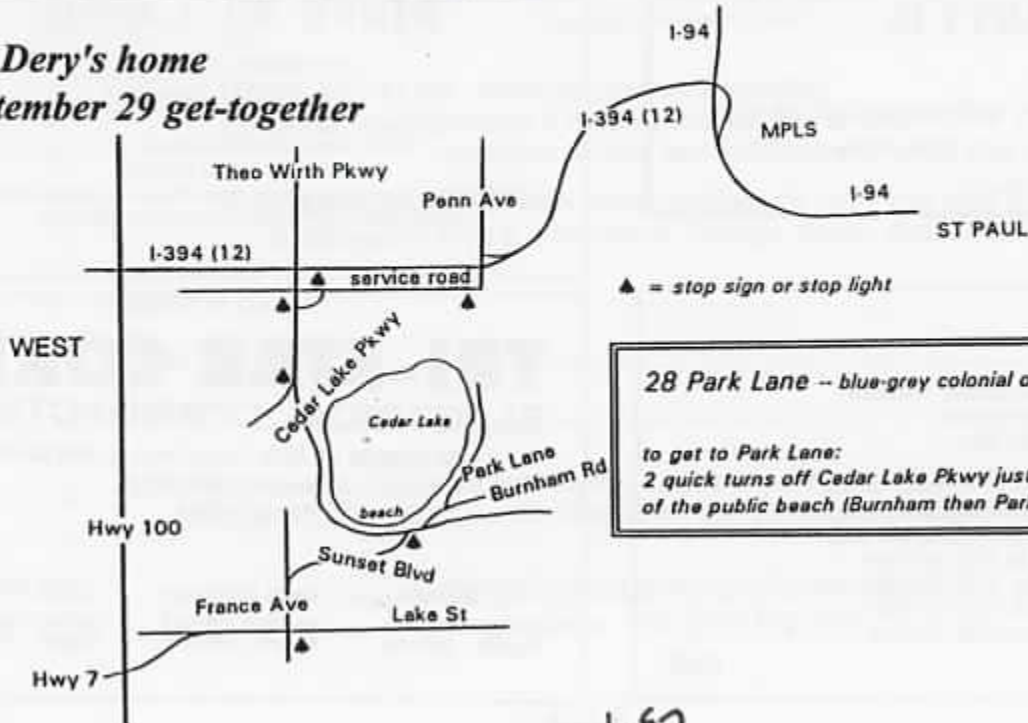 Dery's home
tember 29 get-together
I-94
I-394 (12)
MPLS
Theo Wirth Pkwy
Penn Ave
I-94
ST PAUL
I-394 (12)
service road
▲ = stop sign or stop light
WEST
Cedar Lake Pkwy
28 Park Lane -- blue-grey colonial
Cedar Lake
to get to Park Lane:
2 quick turns off Cedar Lake Pkwy just
of the public beach (Burnham then
Park Lane
Burnham Rd
beach
Hwy 100
Sunset Blvd
France Ave
Lake St
Hwy 7